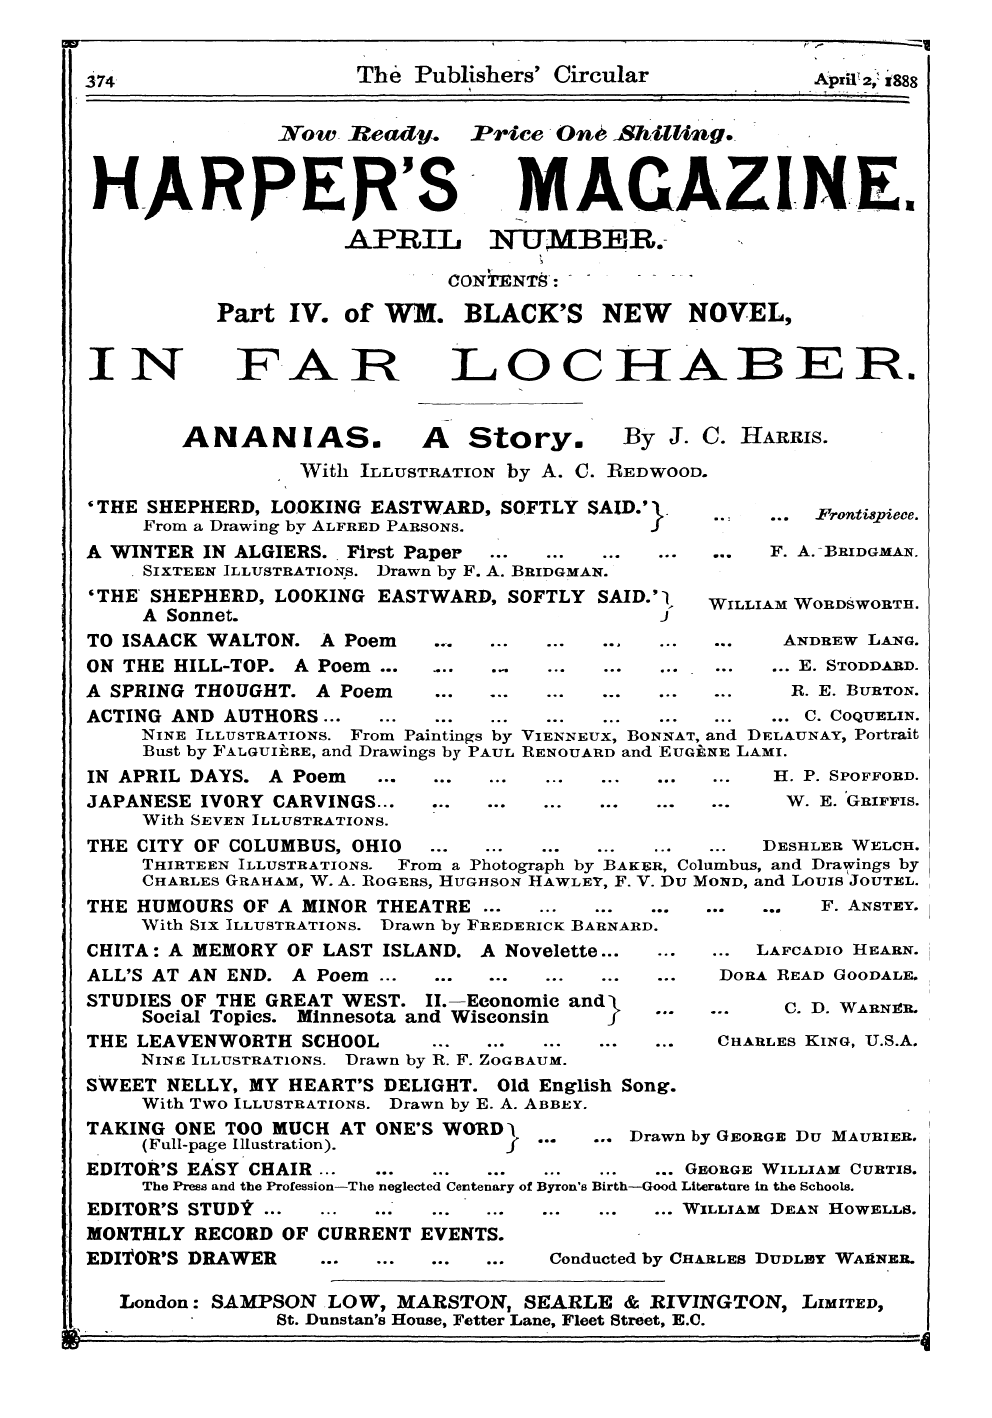 374 The Publishers' Circular April 2, 1888
Now Ready. Price One Shilling.
HARPER'S MAGAZINE.
APRIL NUMBER.
CONTENTS:
Part IV. of WM. BLACK'S NEW NOVEL,
IN FAR LOCHABER.
ANANIAS. A Story. By J. C. HARRIS.
With ILLUSTRATION by A. C. REDWOOD.
'THE SHEPHERD, LOOKING EASTWARD, SOFTLY SAID.'} ... ... Frontispiece.
From a Drawing by ALFRED PARSONS.
A WINTER IN ALGIERS. First Paper ... ... ... ... ... F. A. BRIDGMAN.
SIXTEEN ILLUSTRATIONS. Drawn by F. A. BRIDGMAN.
'THE SHEPHERD, LOOKING EASTWARD, SOFTLY SAID.'} WILLIAM WORDSWORTH.
A Sonnet.
TO ISAACK WALTON. A Poem ... ... ... ... ... ... ANDREW LANG.
ON THE HILL-TOP. A Poem ... ... ... ... ... ... ... ... E. STODDARD.
A SPRING THOUGHT. A Poem ... ... ... ... ... ... R. E. BURTON.
ACTING AND AUTHORS ... ... ... ... ... ... ... ... ... C. COQUELIN.
NINE ILLUSTRATIONS. From Paintings by VIENNEUX, BONNAT, and DELAUNAY, Portrait
Bust by FALGUIÈRE, and Drawings by PAUL RENOUARD and EUGÈNE LAMI.
IN APRIL DAYS. A Poem ... ... ... ... ... ... ... H. P. SPOFFORD.
JAPANESE IVORY CARVINGS... ... ... ... ... ... ... W. E. GRIFFIS.
With SEVEN ILLUSTRATIONS.
THE CITY OF COLUMBUS, OHIO ... ... ... ... ... ... DESHLER WELCH.
THIRTEEN ILLUSTRATIONS. From a Photograph by BAKER, Columbus, and Drawings by
CHARLES GRAHAM, W. A. ROGERS, HUGHSON HAWLEY, F. V. DU MOND, and LOUIS JOUTEL.
THE HUMOURS OF A MINOR THEATRE ... ... ... ... ... ... F. ANSTEY.
With SIX ILLUSTRATIONS. Drawn by FREDERICK BARNARD.
CHITA: A MEMORY OF LAST ISLAND. A Novelette... ... ... LAFCADIO HEARN.
ALL'S AT AN END. A Poem ... ... ... ... ... ... DORA READ GOODALE.
STUDIES OF THE GREAT WEST. II.—Economic and} ... ... C. D. WARNER.
Social Topics. Minnesota and Wisconsin
THE LEAVENWORTH SCHOOL ... ... ... ... ... CHARLES KING, U.S.A.
NINE ILLUSTRATIONS. Drawn by R. F. ZOGBAUM.
SWEET NELLY, MY HEART'S DELIGHT. Old English Song.
With TWO ILLUSTRATIONS. Drawn by E. A. ABBEY.
TAKING ONE TOO MUCH AT ONE'S WORD} ... ... Drawn by GEORGE DU MAURIER.
(Full-page Illustration).
EDITOR'S EASY CHAIR ... ... ... ... ... ... ... GEORGE WILLIAM CURTIS.
The Press and the Profession—The neglected Centenary of Byron's Birth—Good Literature in the Schools.
EDITOR'S STUDY ... ... ... ... ... ... ... ... WILLIAM DEAN HOWELLS.
MONTHLY RECORD OF CURRENT EVENTS.
EDITOR'S DRAWER ... ... ... ... Conducted by CHARLES DUDLEY WARNER.
London: SAMPSON LOW, MARSTON, SEARLE & RIVINGTON, LIMITED,
St. Dunstan's House, Fetter Lane, Fleet Street, E.C.